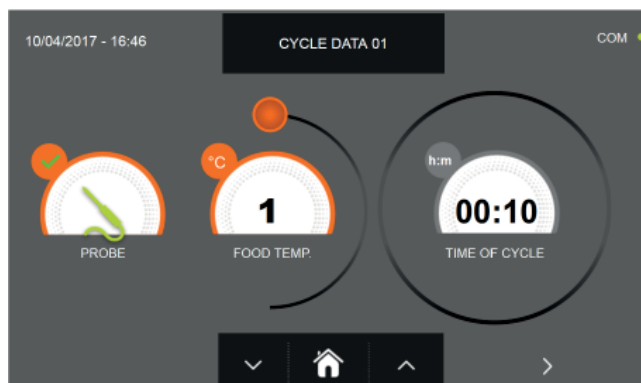 10/04/2017 - 16:46
CYCLE DATA 01
COM
°C
h:m
1
00:10
PROBE
FOOD TEMP.
TIME OF CYCLE